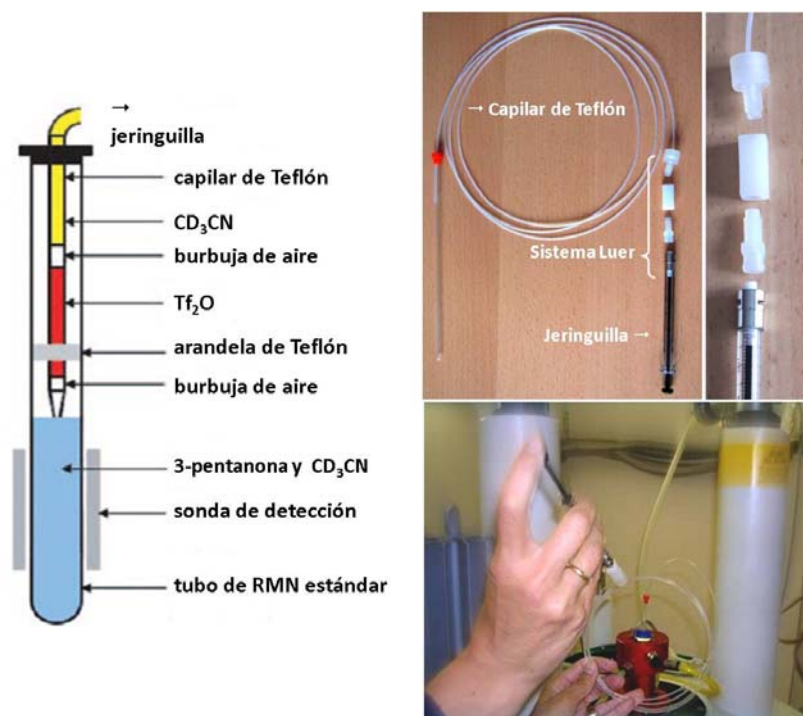 →
jeringuilla
capilar de Teflón
CD₃CN
burbuja de aire
Tf₂O
arandela de Teflón
burbuja de aire
3-pentanona y CD₃CN
sonda de detección
tubo de RMN estándar
→ Capilar de Teflón
Sistema Luer
Jeringuilla →